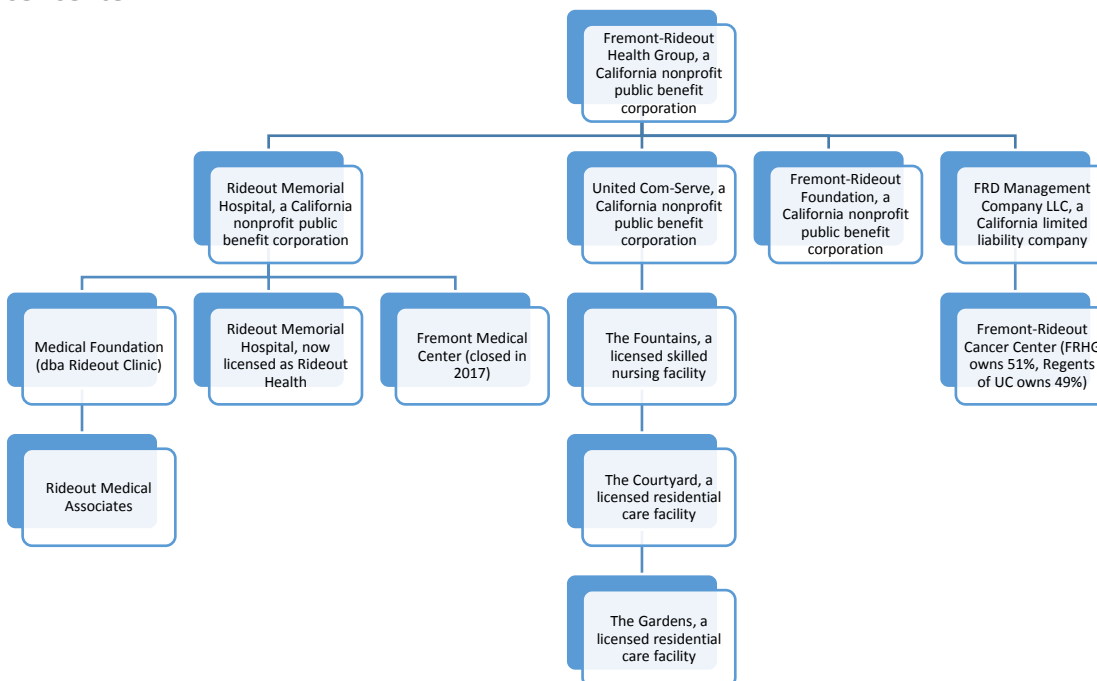 Fremont-Rideout
Health Group, a
California nonprofit
public benefit
corporation
Rideout Memorial
Hospital, a California
nonprofit public
benefit corporation
United Com-Serve, a
California nonprofit
public benefit
corporation
Fremont-Rideout
Foundation, a
California nonprofit
public benefit
corporation
FRD Management
Company LLC, a
California limited
liability company
Medical Foundation
(dba Rideout Clinic)
Rideout Memorial
Hospital, now
licensed as Rideout
Health
Fremont Medical
Center (closed in
2017)
The Fountains, a
licensed skilled
nursing facility
Fremont-Rideout
Cancer Center (FRHG
owns 51%, Regents
of UC owns 49%)
Rideout Medical
Associates
The Courtyard, a
licensed residential
care facility
The Gardens, a
licensed residential
care facility